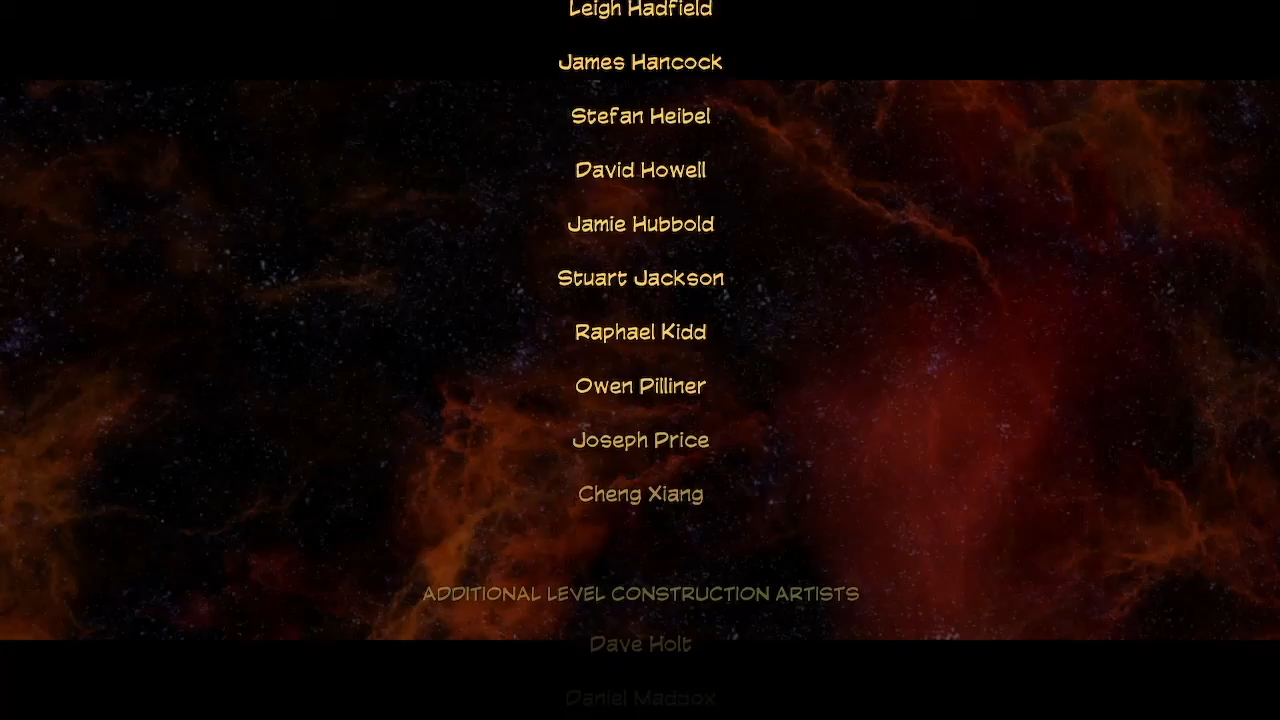 Leigh Hadfield
James Hancock
Stefan Heibel
David Howell
Jamie Hubbold
Stuart Jackson
Raphael Kidd
Owen Pilliner
Joseph Price
Cheng Xiang
ADDITIONAL LEVEL CONSTRUCTION ARTISTS
Dave Holt
Daniel Maddox